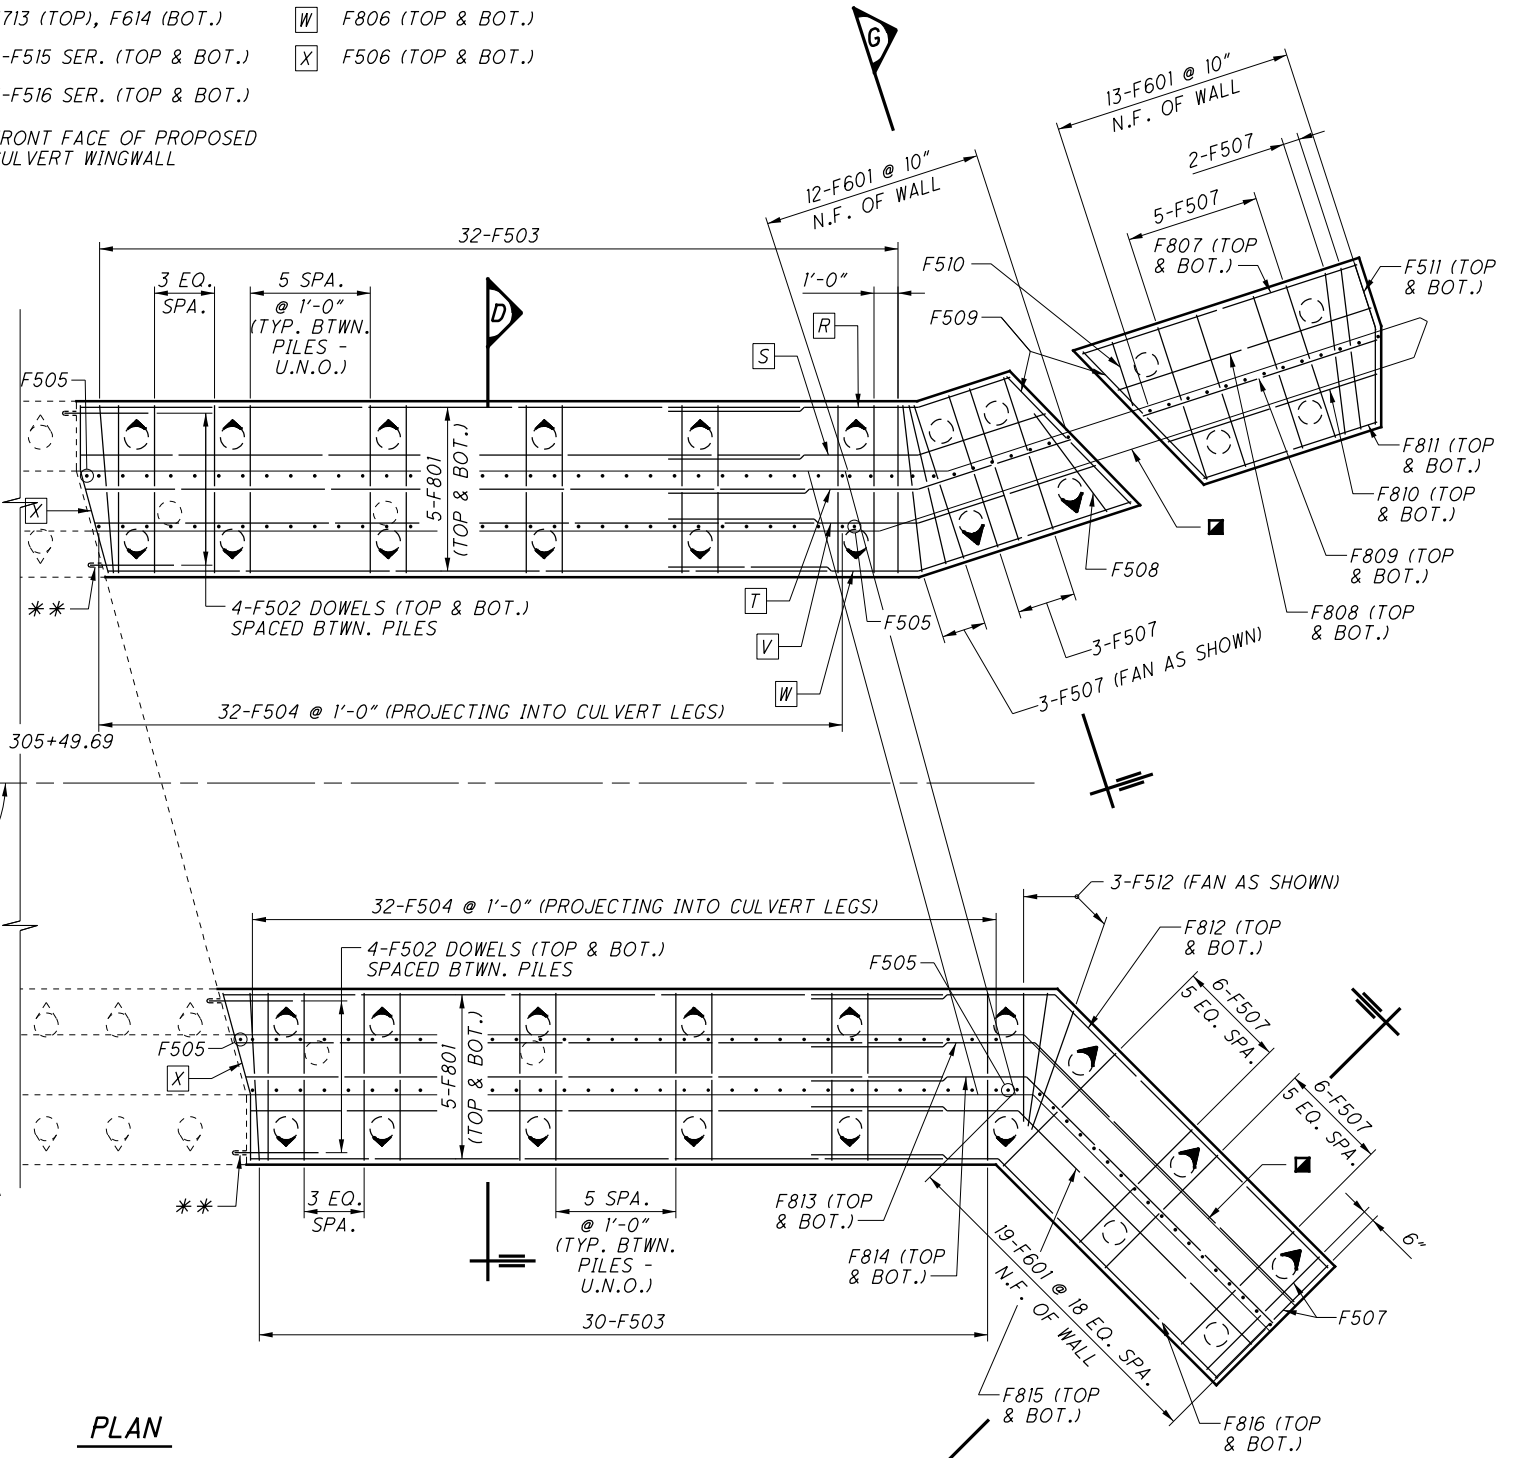 713 (TOP), F614 (BOT.)
W F806 (TOP & BOT.)
-F515 SER. (TOP & BOT.)
X F506 (TOP & BOT.)
-F516 SER. (TOP & BOT.)
RONT FACE OF PROPOSED
ULVERT WINGWALL
G
13-F601 @ 10"
N.F. OF WALL
2-F507
12-F601 @ 10"
N.F. OF WALL
5-F507
32-F503
F807 (TOP
& BOT.)
F510
F511 (TOP
& BOT.)
3 EQ.
SPA.
5 SPA.
@ 1'-0"
(TYP. BTWN.
PILES -
U.N.O.)
1'-0"
D
R
F509
S
F505
5-F801
(TOP & BOT.)
F811 (TOP
& BOT.)
F810 (TOP
& BOT.)
X
F809 (TOP
& BOT.)
F508
**
4-F502 DOWELS (TOP & BOT.)
SPACED BTWN. PILES
T
F505
F808 (TOP
& BOT.)
V
3-F507
W
3-F507 (FAN AS SHOWN)
32-F504 @ 1'-0" (PROJECTING INTO CULVERT LEGS)
305+49.69
3-F512 (FAN AS SHOWN)
32-F504 @ 1'-0" (PROJECTING INTO CULVERT LEGS)
F812 (TOP
& BOT.)
4-F502 DOWELS (TOP & BOT.)
SPACED BTWN. PILES
F505
6-F507
5 EQ. SPA.
F505
X
5-F801
(TOP & BOT.)
6-F507
5 EQ. SPA.
**
3 EQ.
SPA.
5 SPA.
@ 1'-0"
(TYP. BTWN.
PILES -
U.N.O.)
F813 (TOP
& BOT.)
F814 (TOP
& BOT.)
19-F601 @ 18 EQ. SPA.
N.F. OF WALL
6"
F507
30-F503
F815 (TOP
& BOT.)
F816 (TOP
& BOT.)
PLAN